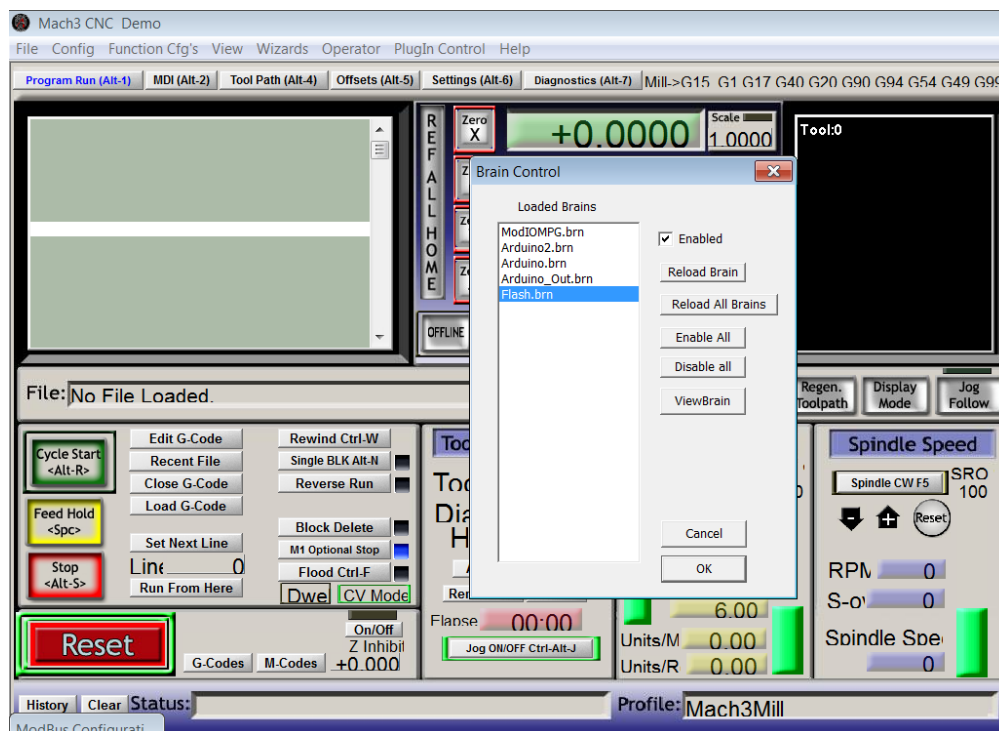 Mach3 CNC Demo
File Config Function Cfg's View Wizards Operator PlugIn Control Help
Program Run (Alt-1) MDI (Alt-2) Tool Path (Alt-4) Offsets (Alt-5) Settings (Alt-6) Diagnostics (Alt-7) Mill->G15 G1 G17 G40 G20 G90 G94 G54 G49 G99
REF ALL HOME
Zero X
+0.0000
Scale
1.0000
Tool:0
OFFLINE
Brain Control
Loaded Brains
ModIOMPG.brn
Arduino2.brn
Arduino.brn
Arduino_Out.brn
Flash.brn
Enabled
Reload Brain
Reload All Brains
Enable All
Disable all
ViewBrain
Cancel
OK
File: No File Loaded.
Regen. Toolpath
Display Mode
Jog Follow
Cycle Start
<Alt-R>
Feed Hold
<Spc>
Stop
<Alt-S>
Edit G-Code
Recent File
Close G-Code
Load G-Code
Set Next Line
Line 0
Run From Here
Rewind Ctrl-W
Single BLK Alt-N
Reverse Run
Block Delete
M1 Optional Stop
Flood Ctrl-F
Dwel CV Mode
Reset
G-Codes M-Codes
On/Off
Z Inhibit
+0.000
Elapse 00:00
Jog ON/OFF Ctrl-Alt-J
6.00
Units/M 0.00
Units/R 0.00
Spindle Speed
Spindle CW F5
SRO
100
Reset
RPM 0
S-ov 0
Spindle Spe 0
History Clear Status:
Profile: Mach3Mill
ModBus Configurati...